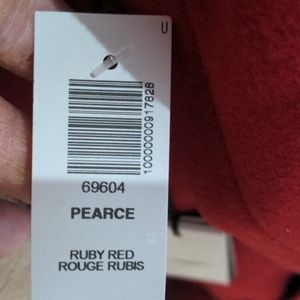 U
10000000917828
69604
PEARCE
RUBY RED
ROUGE RUBIS